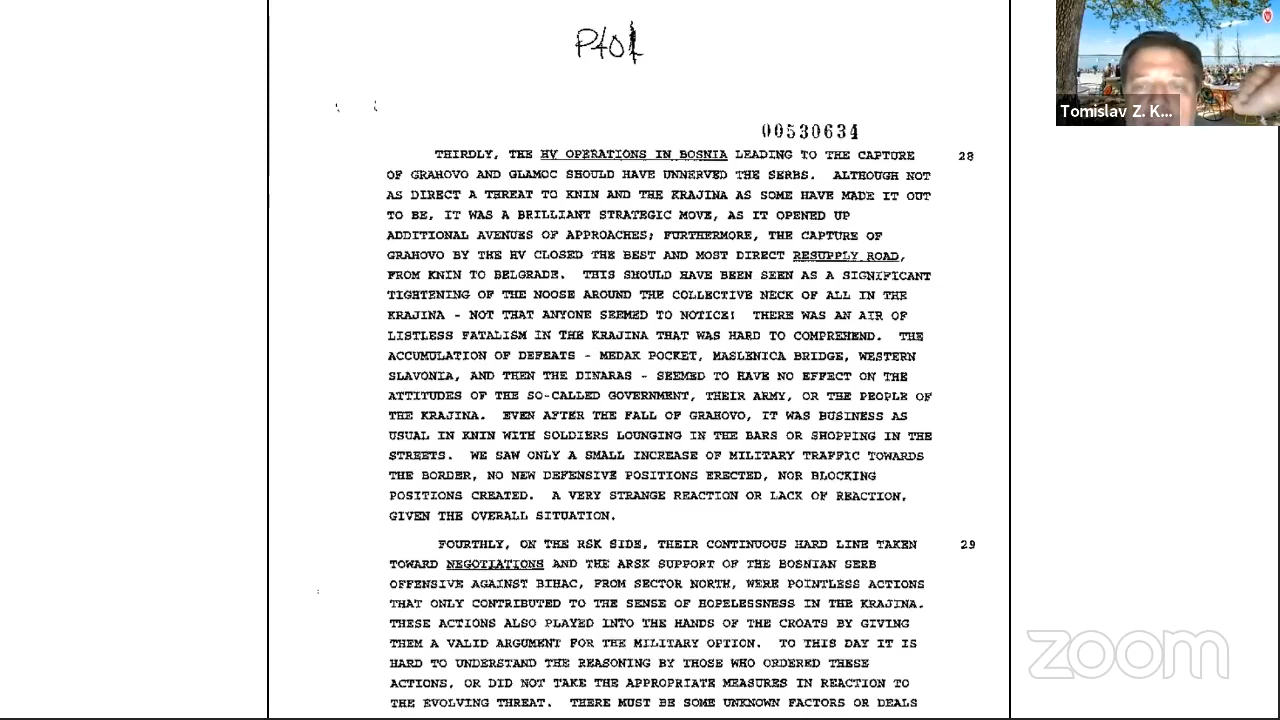 P401
00530634
THIRDLY, THE HV OPERATIONS IN BOSNIA LEADING TO THE CAPTURE 28
OF GRAHOVO AND GLAMOC SHOULD HAVE UNNERVED THE SERBS. ALTHOUGH NOT
AS DIRECT A THREAT TO KNIN AND THE KRAJINA AS SOME HAVE MADE IT OUT
TO BE, IT WAS A BRILLIANT STRATEGIC MOVE, AS IT OPENED UP
ADDITIONAL AVENUES OF APPROACHES; FURTHERMORE, THE CAPTURE OF
GRAHOVO BY THE HV CLOSED THE BEST AND MOST DIRECT RESUPPLY ROAD,
FROM KNIN TO BELGRADE. THIS SHOULD HAVE BEEN SEEN AS A SIGNIFICANT
TIGHTENING OF THE NOOSE AROUND THE COLLECTIVE NECK OF ALL IN THE
KRAJINA - NOT THAT ANYONE SEEMED TO NOTICE! THERE WAS AN AIR OF
LISTLESS FATALISM IN THE KRAJINA THAT WAS HARD TO COMPREHEND. THE
ACCUMULATION OF DEFEATS - MEDAK POCKET, MASLENICA BRIDGE, WESTERN
SLAVONIA, AND THEN THE DINARAS - SEEMED TO HAVE NO EFFECT ON THE
ATTITUDES OF THE SO-CALLED GOVERNMENT, THEIR ARMY, OR THE PEOPLE OF
THE KRAJINA. EVEN AFTER THE FALL OF GRAHOVO, IT WAS BUSINESS AS
USUAL IN KNIN WITH SOLDIERS LOUNGING IN THE BARS OR SHOPPING IN THE
STREETS. WE SAW ONLY A SMALL INCREASE OF MILITARY TRAFFIC TOWARDS
THE BORDER, NO NEW DEFENSIVE POSITIONS ERECTED, NOR BLOCKING
POSITIONS CREATED. A VERY STRANGE REACTION OR LACK OF REACTION,
GIVEN THE OVERALL SITUATION.
FOURTHLY, ON THE RSK SIDE, THEIR CONTINUOUS HARD LINE TAKEN 29
TOWARD NEGOTIATIONS AND THE ARSK SUPPORT OF THE BOSNIAN SERB
OFFENSIVE AGAINST BIHAC, FROM SECTOR NORTH, WERE POINTLESS ACTIONS
THAT ONLY CONTRIBUTED TO THE SENSE OF HOPELESSNESS IN THE KRAJINA.
THESE ACTIONS ALSO PLAYED INTO THE HANDS OF THE CROATS BY GIVING
THEM A VALID ARGUMENT FOR THE MILITARY OPTION. TO THIS DAY IT IS
HARD TO UNDERSTAND THE REASONING BY THOSE WHO ORDERED THESE
ACTIONS, OR DID NOT TAKE THE APPROPRIATE MEASURES IN REACTION TO
THE EVOLVING THREAT. THERE MUST BE SOME UNKNOWN FACTORS OR DEALS
Tomislav Z. K...
zoom